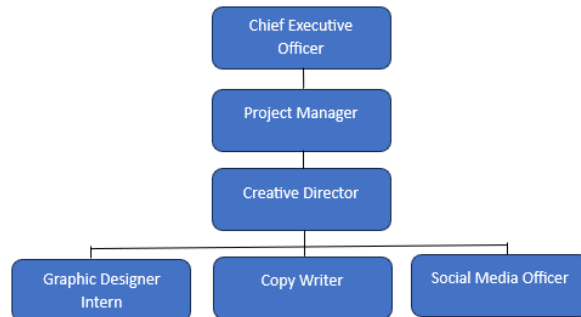 Chief Executive
Officer
Project Manager
Creative Director
Graphic Designer
Intern
Copy Writer
Social Media Officer